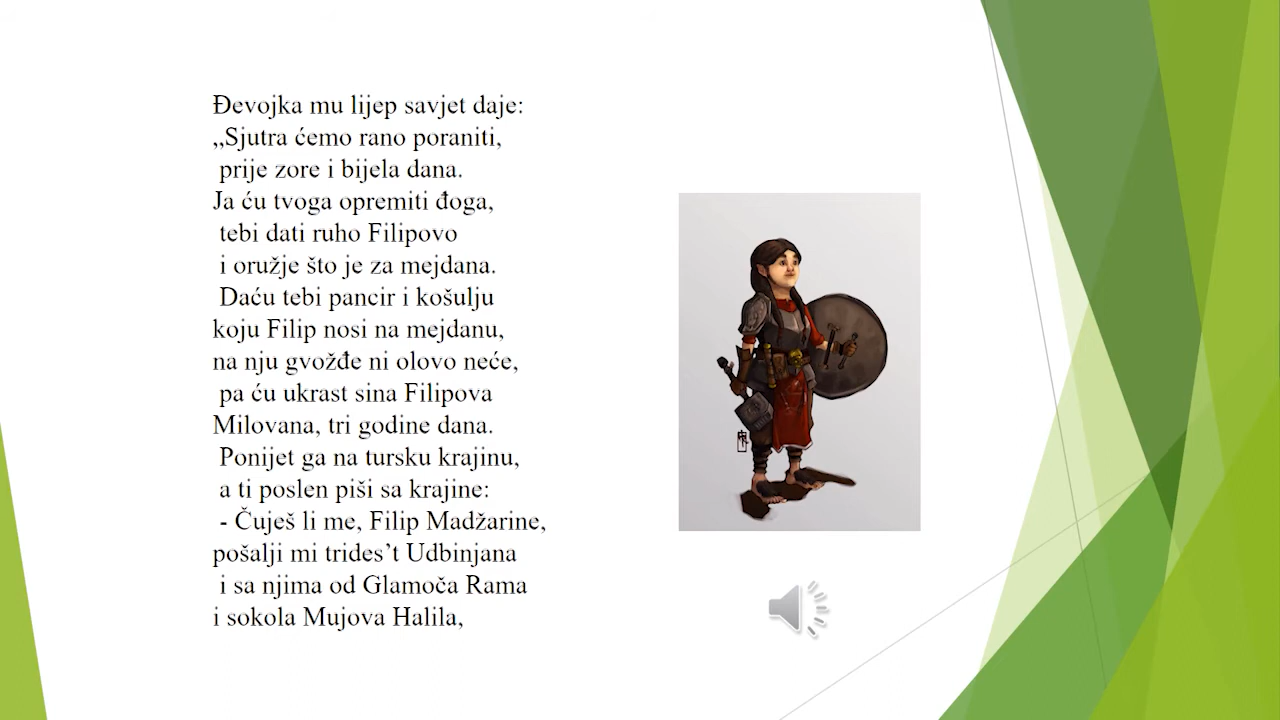 Đevojka mu lijep savjet daje:
„Sjutra ćemo rano poraniti,
prije zore i bijela dana.
Ja ću tvoga opremiti đoga,
tebi dati ruho Filipovo
i oružje što je za mejdana.
Daću tebi pancir i košulju
koju Filip nosi na mejdanu,
na nju gvožđe ni olovo neće,
pa ću ukrast sina Filipova
Milovana, tri godine dana.
Ponijet ga na tursku krajinu,
a ti poslen piši sa krajine:
- Čuješ li me, Filip Madžarine,
pošalji mi trides’t Udbinjana
i sa njima od Glamoča Rama
i sokola Mujova Halila,